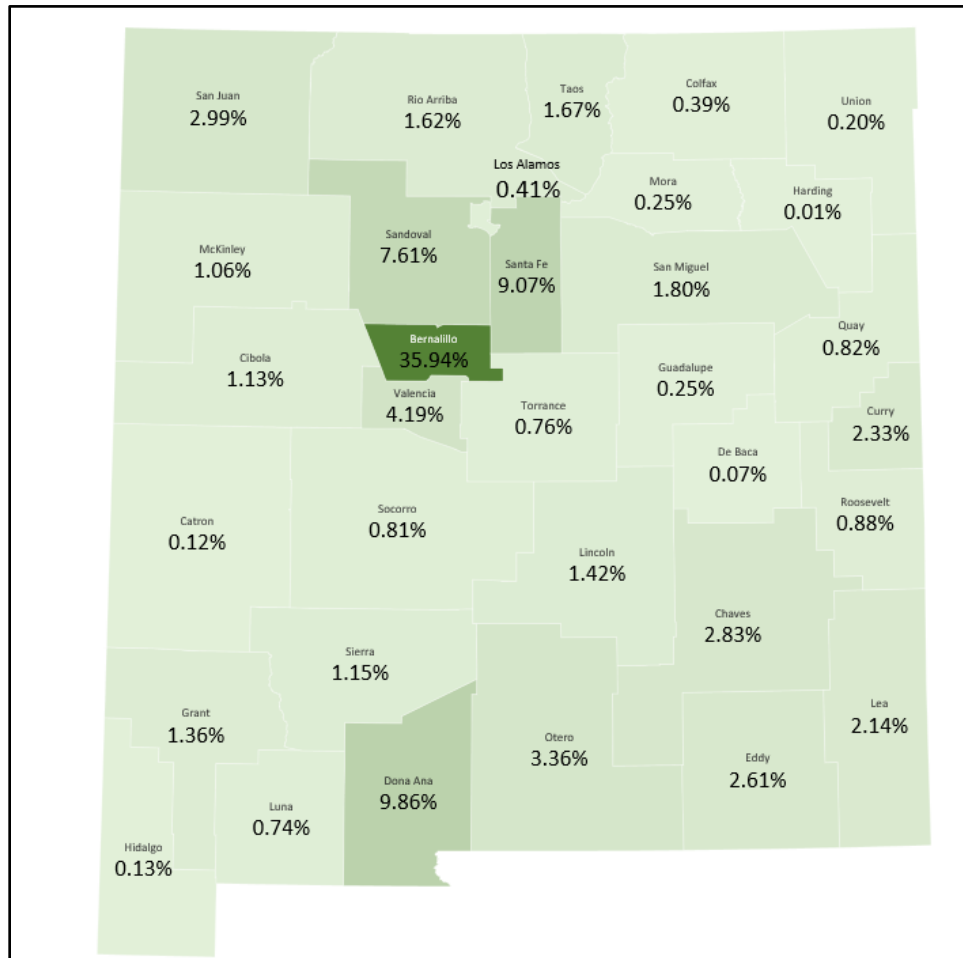 San Juan
2.99%
Rio Arriba
1.62%
Taos
1.67%
Colfax
0.39%
Union
0.20%
Los Alamos
0.41%
Mora
0.25%
Harding
0.01%
McKinley
1.06%
Sandoval
7.61%
Santa Fe
9.07%
San Miguel
1.80%
Quay
0.82%
Cibola
1.13%
Bernalillo
35.94%
Valencia
4.19%
Torrance
0.76%
Guadalupe
0.25%
Curry
2.33%
De Baca
0.07%
Roosevelt
0.88%
Catron
0.12%
Socorro
0.81%
Lincoln
1.42%
Chaves
2.83%
Sierra
1.15%
Grant
1.36%
Otero
3.36%
Eddy
2.61%
Lea
2.14%
Dona Ana
9.86%
Luna
0.74%
Hidalgo
0.13%